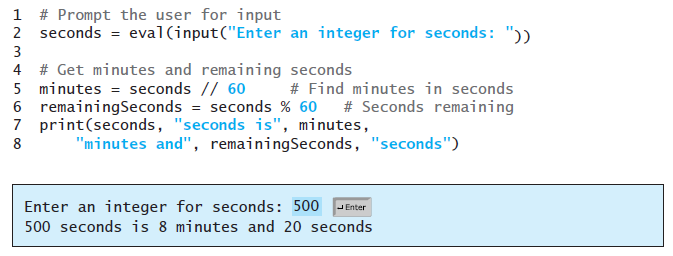 1 # Prompt the user for input
2 seconds = eval(input("Enter an integer for seconds: "))
3
4 # Get minutes and remaining seconds
5 minutes = seconds // 60 # Find minutes in seconds
6 remainingSeconds = seconds % 60 # Seconds remaining
7 print(seconds, "seconds is", minutes,
8 "minutes and", remainingSeconds, "seconds")
Enter an integer for seconds: 500 ↵Enter
500 seconds is 8 minutes and 20 seconds